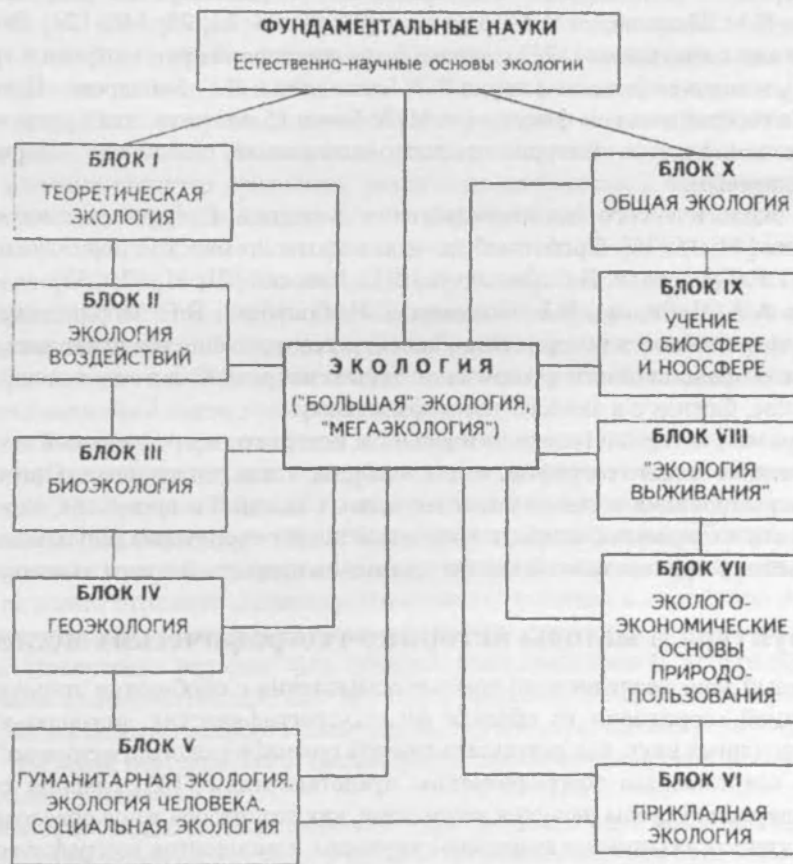 ФУНДАМЕНТАЛЬНЫЕ НАУКИ
Естественно-научные основы экологии
БЛОК I
ТЕОРЕТИЧЕСКАЯ
ЭКОЛОГИЯ
БЛОК X
ОБЩАЯ ЭКОЛОГИЯ
БЛОК II
ЭКОЛОГИЯ
ВОЗДЕЙСТВИЙ
БЛОК IX
УЧЕНИЕ
О БИОСФЕРЕ
И НООСФЕРЕ
ЭКОЛОГИЯ
("БОЛЬШАЯ" ЭКОЛОГИЯ,
"МЕГАЭКОЛОГИЯ")
БЛОК III
БИОЭКОЛОГИЯ
БЛОК VIII
"ЭКОЛОГИЯ
ВЫЖИВАНИЯ"
БЛОК IV
ГЕОЭКОЛОГИЯ
БЛОК VII
ЭКОЛОГО-
ЭКОНОМИЧЕСКИЕ
ОСНОВЫ
ПРИРОДО-
ПОЛЬЗОВАНИЯ
БЛОК V
ГУМАНИТАРНАЯ ЭКОЛОГИЯ.
ЭКОЛОГИЯ ЧЕЛОВЕКА.
СОЦИАЛЬНАЯ ЭКОЛОГИЯ
БЛОК VI
ПРИКЛАДНАЯ
ЭКОЛОГИЯ